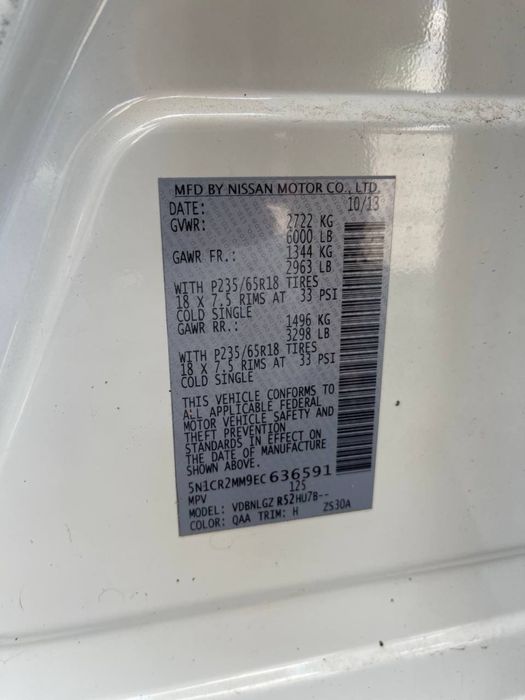 MFD BY NISSAN MOTOR CO., LTD.
DATE: 10/13
GVWR: 2722 KG
6000 LB
GAWR FR.: 1344 KG
2963 LB
WITH P235/65R18 TIRES
18 X 7.5 RIMS AT 33 PSI
COLD SINGLE
GAWR RR.: 1496 KG
3298 LB
WITH P235/65R18 TIRES
18 X 7.5 RIMS AT 33 PSI
COLD SINGLE
THIS VEHICLE CONFORMS TO
ALL APPLICABLE FEDERAL
MOTOR VEHICLE SAFETY AND
THEFT PREVENTION
STANDARDS IN EFFECT ON
THE DATE OF MANUFACTURE
SHOWN ABOVE.
5N1CR2MM9EC636591
MPV 125
MODEL: VDBNLGZ R52HU7B--
COLOR: QAA TRIM: H ZS30A